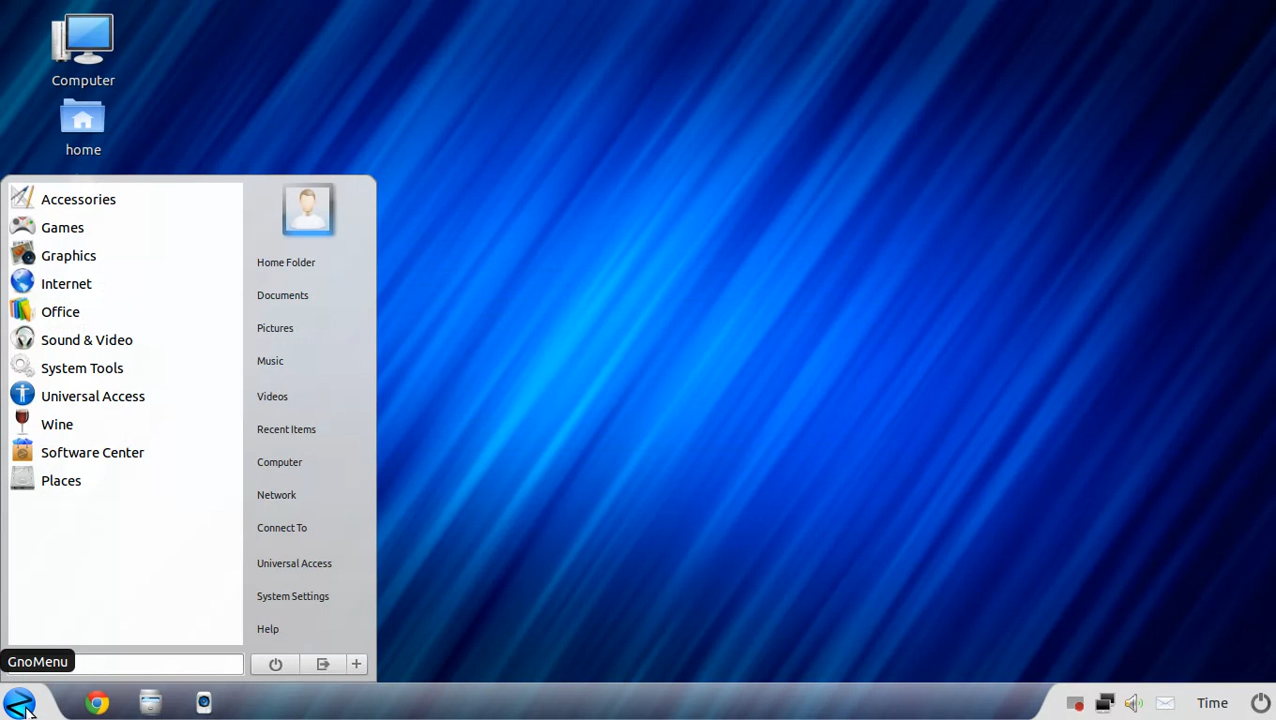 Computer
home
Accessories
Games
Graphics
Internet
Office
Sound & Video
System Tools
Universal Access
Wine
Software Center
Places
Home Folder
Documents
Pictures
Music
Videos
Recent Items
Computer
Network
Connect To
Universal Access
System Settings
Help
GnoMenu
Time